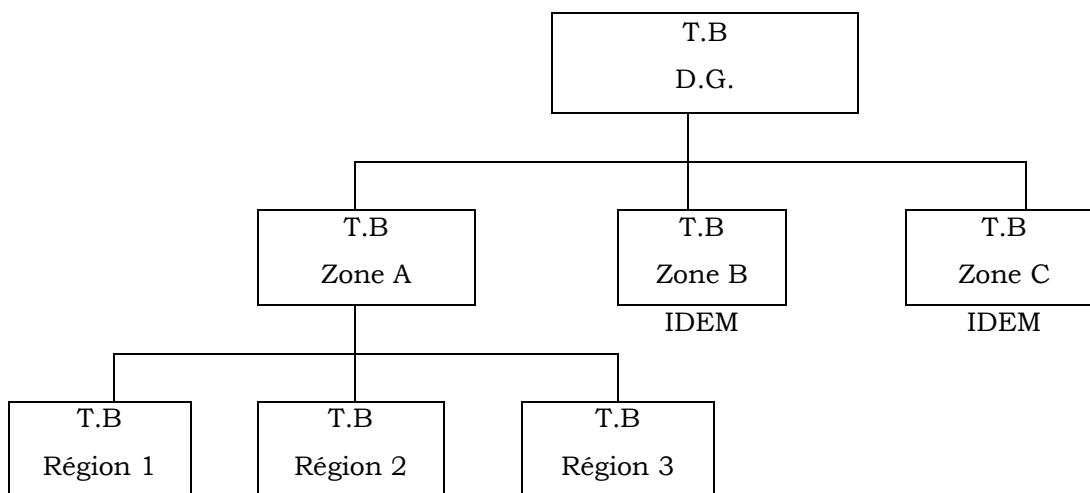 T.B
D.G.
T.B
Zone A
T.B
Zone B
IDEM
T.B
Zone C
IDEM
T.B
Région 1
T.B
Région 2
T.B
Région 3